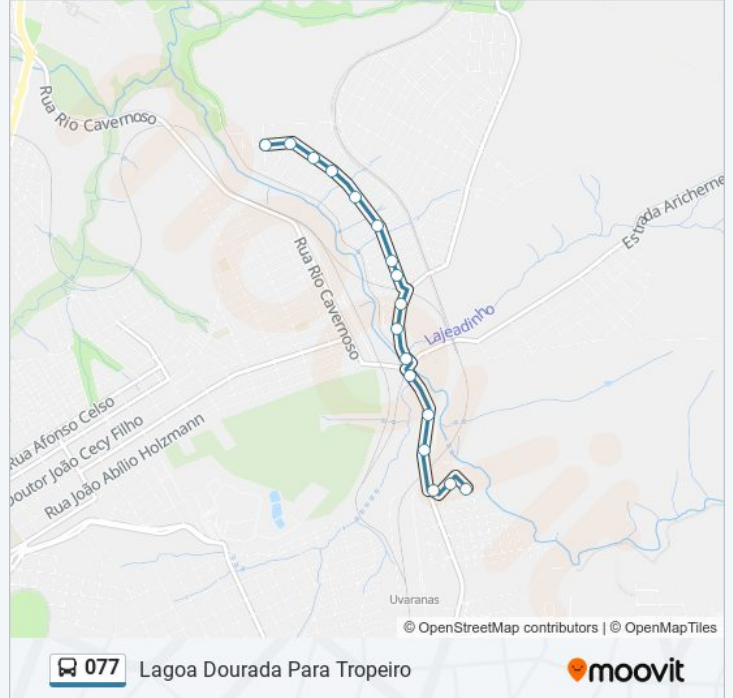 Rua Rio Cavernoso
Estrada Aricherne
Rua Rio Cavernoso
Lajeadinho
Rua Afonso Celso
Doutor João Cecy Filho
Rua João Abílio Holzmann
Uvaranas
© OpenStreetMap contributors | © OpenMapTiles
077 Lagoa Dourada Para Tropeiro
moovit